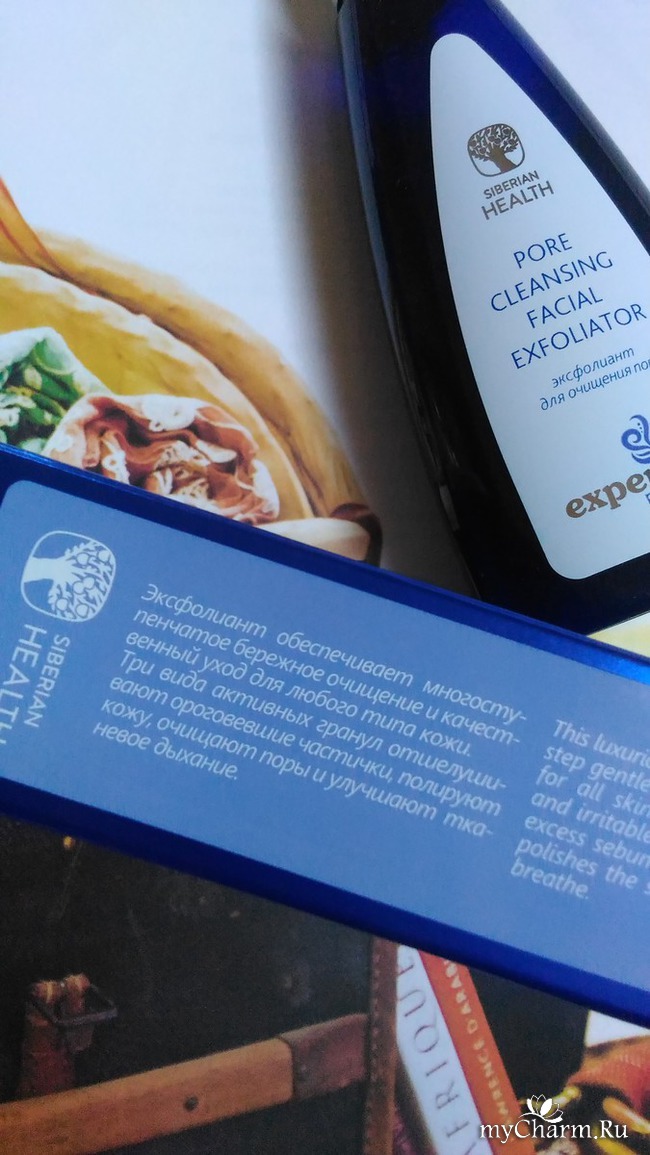 SIBERIAN
HEALTH
PORE
CLEANSING
FACIAL
EXFOLIATOR
эксфолиант
для очищения
SIBERIAN
HEALTH
Эксфолиант обеспечивает многосту-
пенчатое бережное очищение и качест-
венный уход для любого типа кожи.
Три вида активных гранул отшелуши-
вают ороговевшие частички, полируют
кожу, очищают поры и улучшают тка-
невое дыхание.
This
step gentle
for all skin
and irritable
excess sebum
polishes the
breathe.
myCharm.Ru